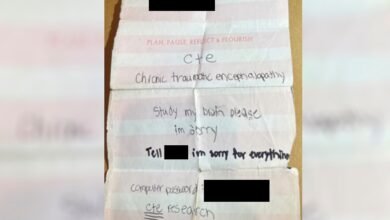 PLAN, PAUSE, REFLECT & FLOURISH
cte
Chronic traumatic encephalopathy
Study my brain please
im sorry
Tell im sorry for everything
computer password?
cte research